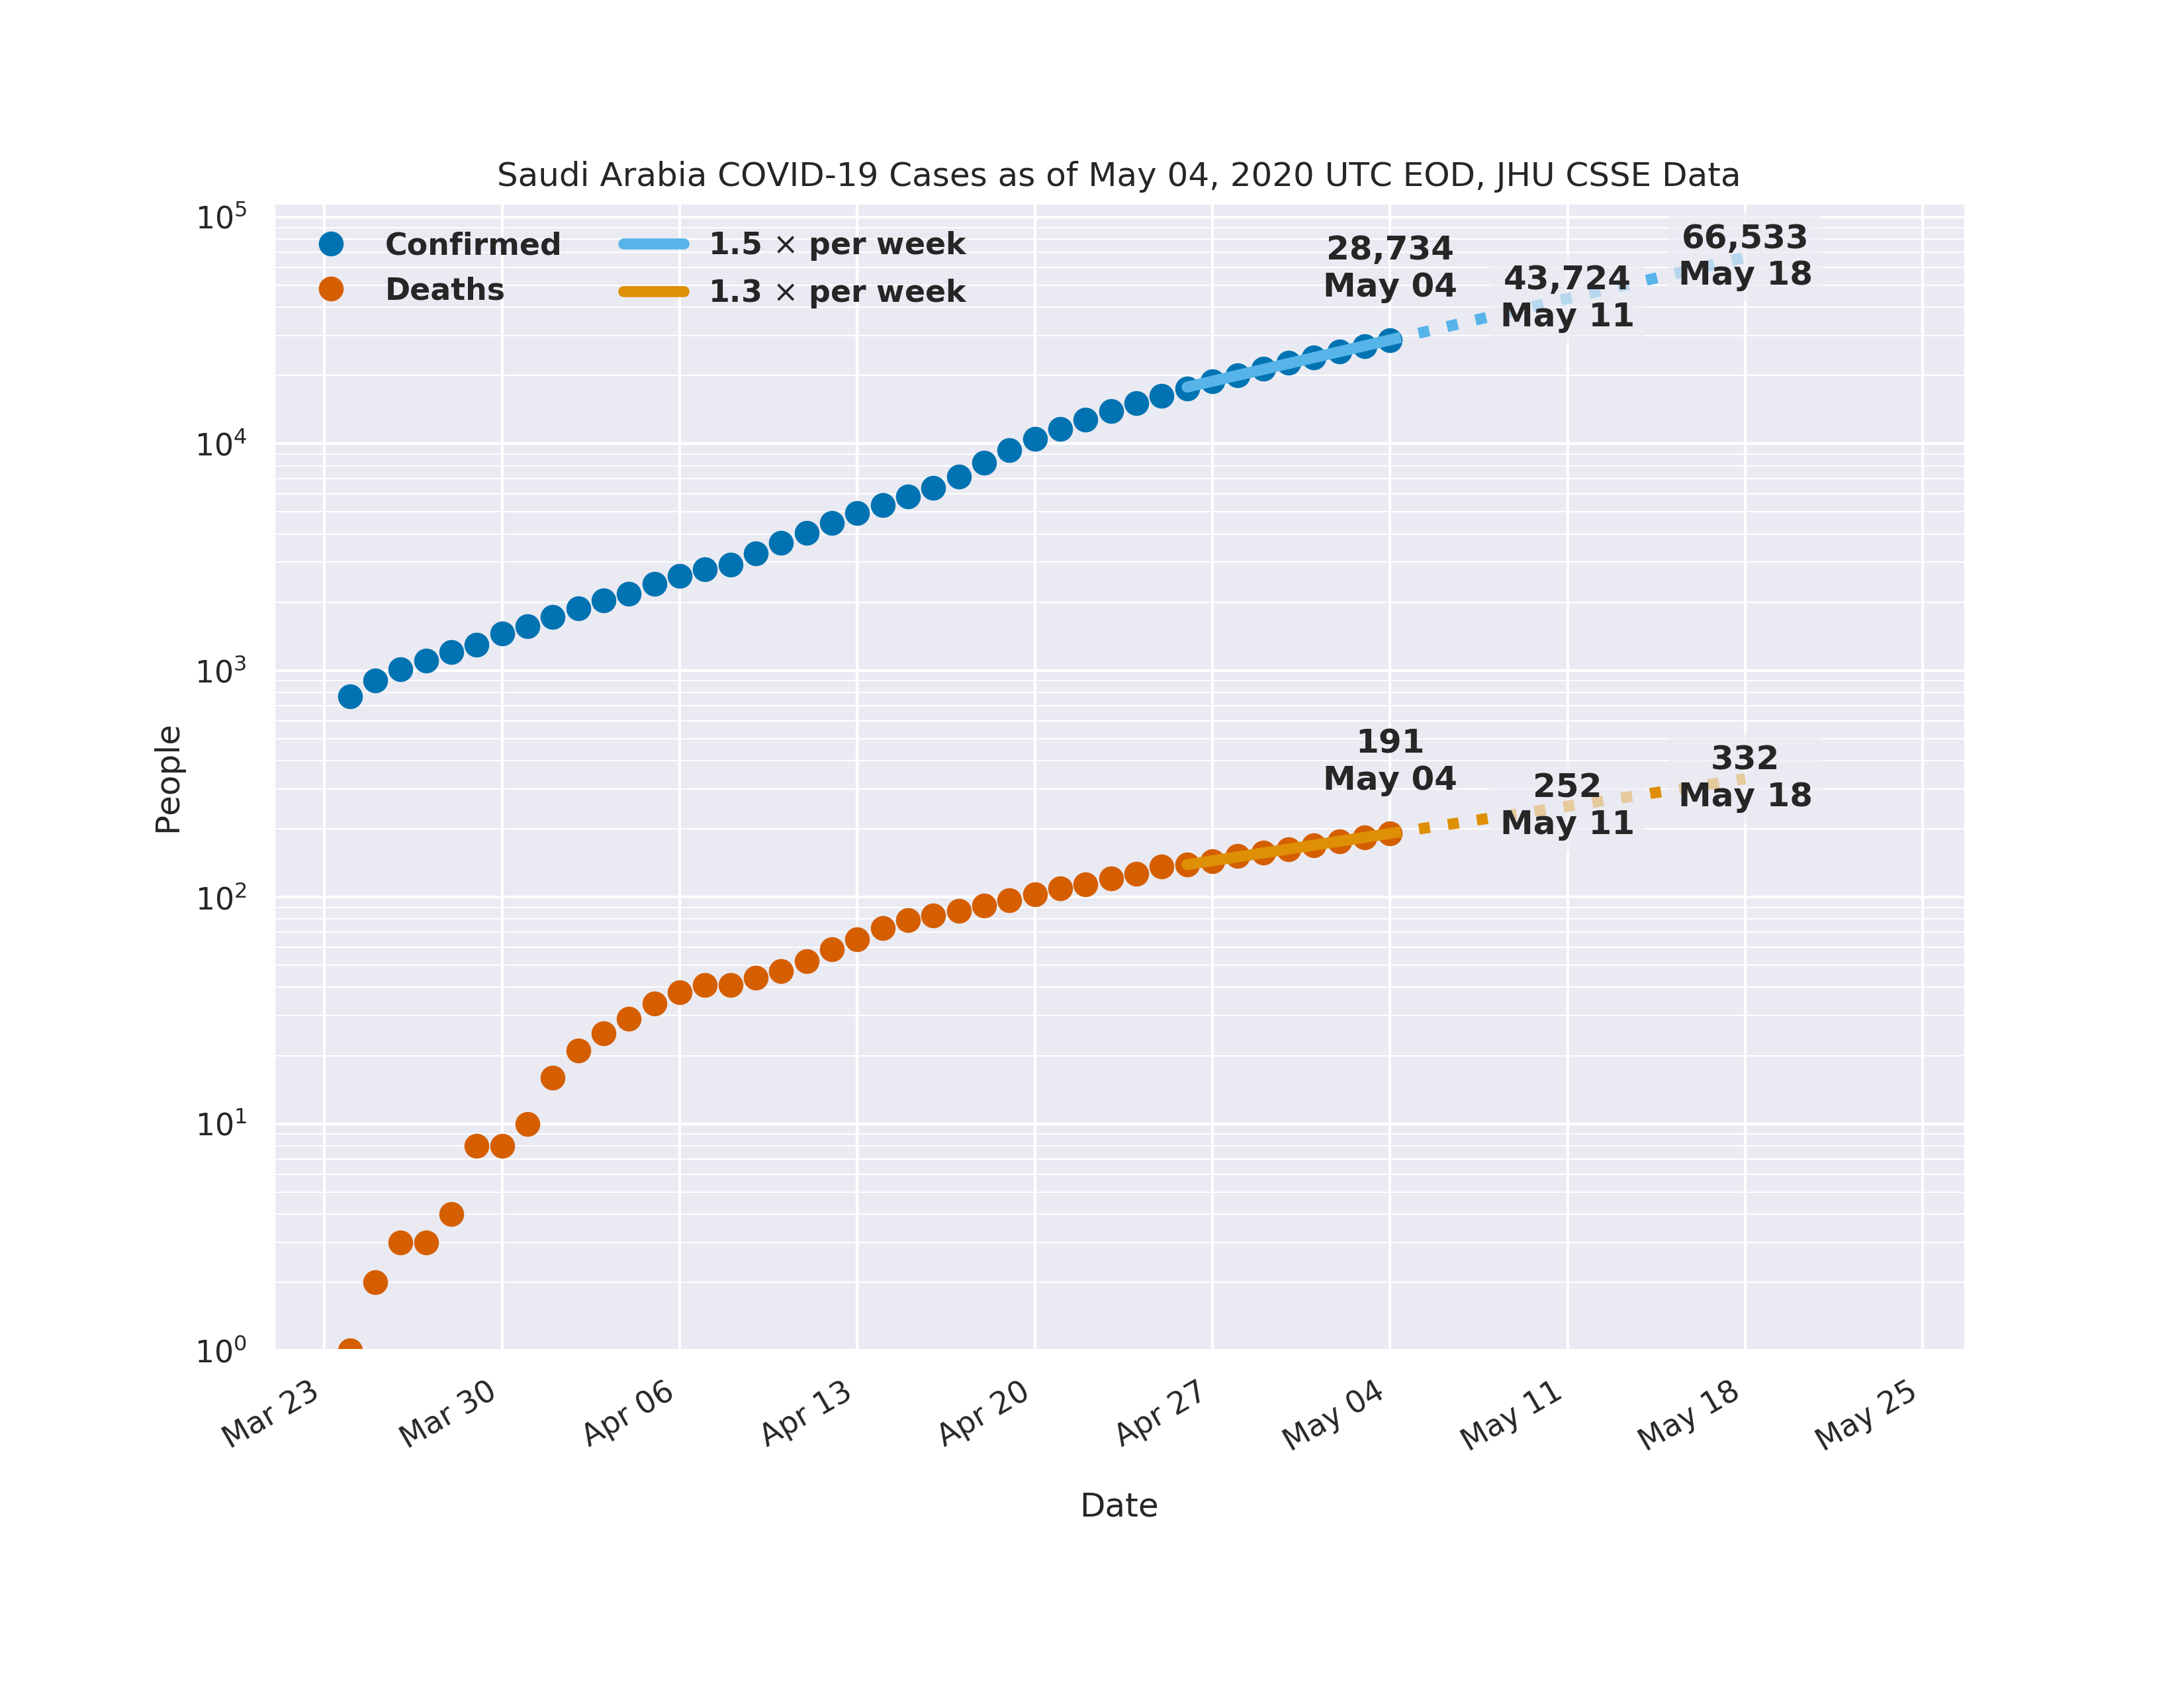 Saudi Arabia COVID-19 Cases as of May 04, 2020 UTC EOD, JHU CSSE Data
Confirmed
Deaths
1.5 × per week
1.3 × per week
28,734
May 04
43,724
May 11
66,533
May 18
191
May 04
252
May 11
332
May 18
People
10⁵
10⁴
10³
10²
10¹
10⁰
Mar 23
Mar 30
Apr 06
Apr 13
Apr 20
Apr 27
May 04
May 11
May 18
May 25
Date